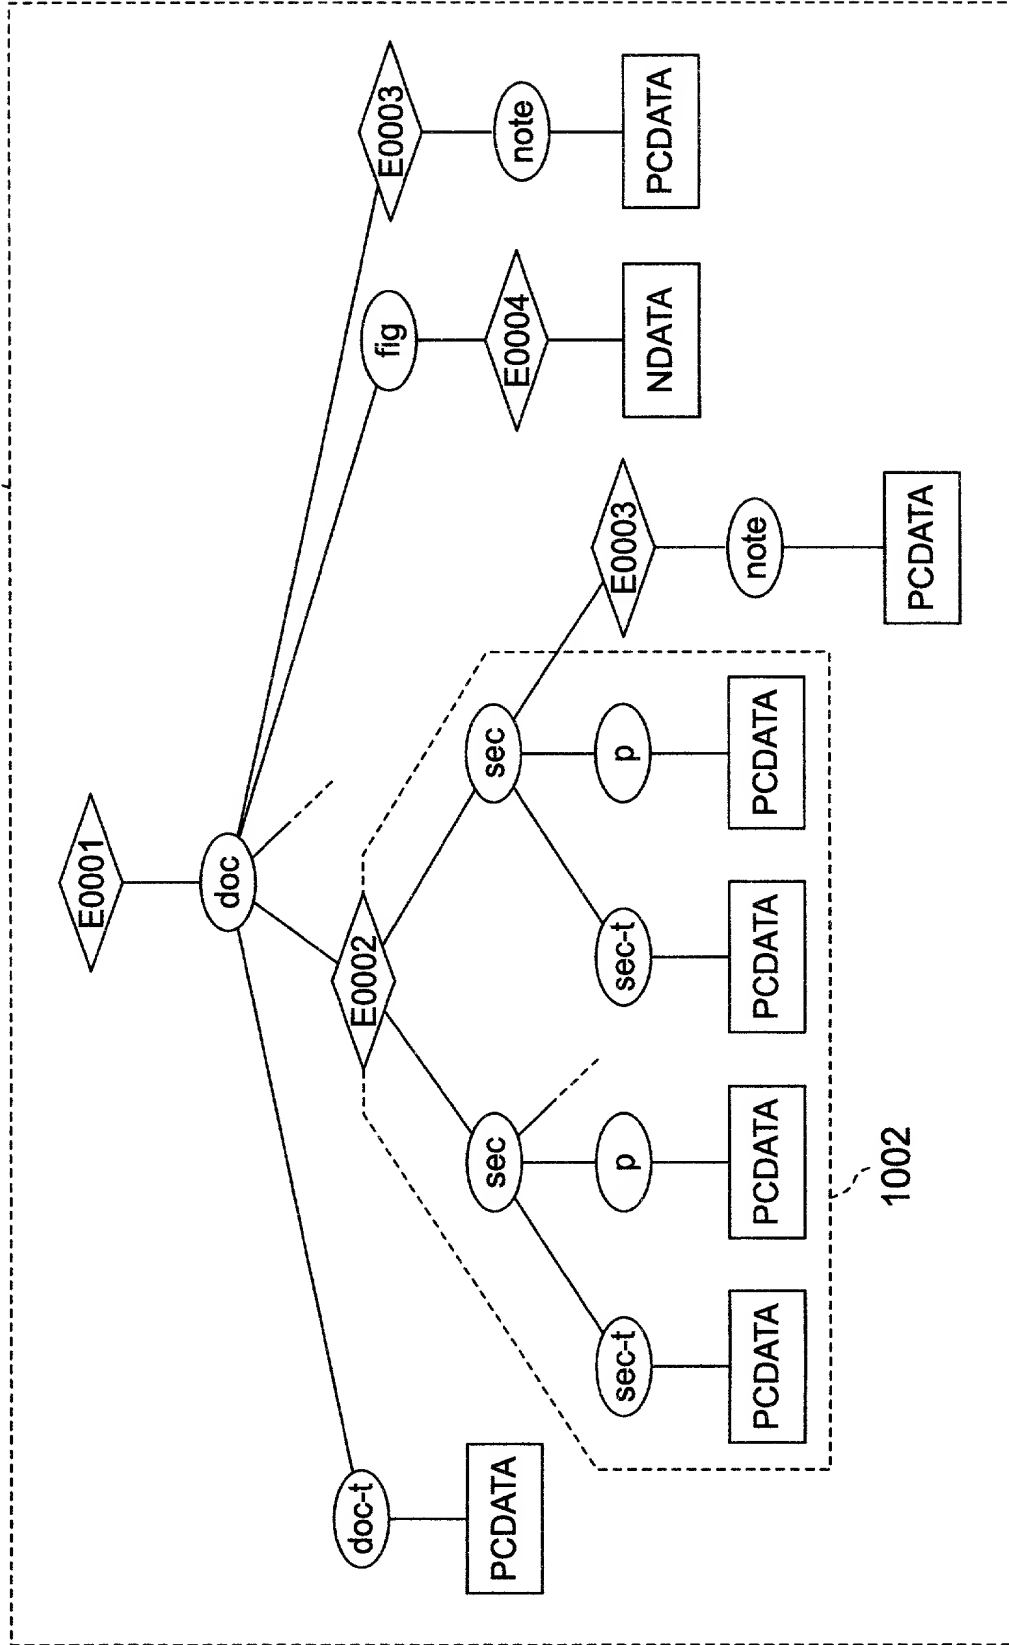 E0001
doc
doc-t
E0002
fig
E0003
PCDATA
sec
sec
E0004
note
sec-t
p
sec-t
p
E0003
NDATA
PCDATA
PCDATA
PCDATA
PCDATA
PCDATA
note
1002
PCDATA